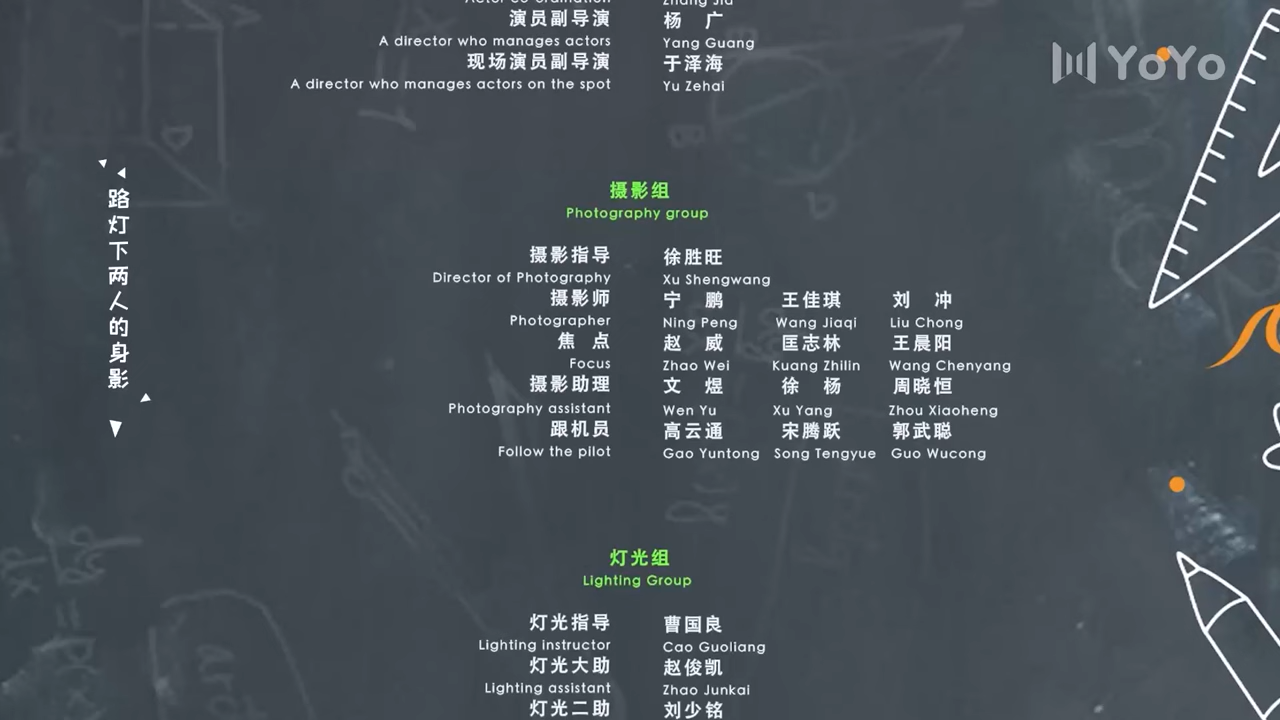 Zhang Jia
演员副导演 杨 广
A director who manages actors Yang Guang
现场演员副导演 于泽海
A director who manages actors on the spot Yu Zehai
YoYo
路灯下两人的身影
摄影组
Photography group
摄影指导 徐胜旺
Director of Photography Xu Shengwang
摄影师 宁 鹏 王佳琪 刘 冲
Photographer Ning Peng Wang Jiaqi Liu Chong
焦 点 赵 威 匡志林 王晨阳
Focus Zhao Wei Kuang Zhilin Wang Chenyang
摄影助理 文 煜 徐 杨 周晓恒
Photography assistant Wen Yu Xu Yang Zhou Xiaoheng
跟机员 高云通 宋腾跃 郭武聪
Follow the pilot Gao Yuntong Song Tengyue Guo Wucong
灯光组
Lighting Group
灯光指导 曹国良
Lighting instructor Cao Guoliang
灯光大助 赵俊凯
Lighting assistant Zhao Junkai
灯光二助 刘少铭